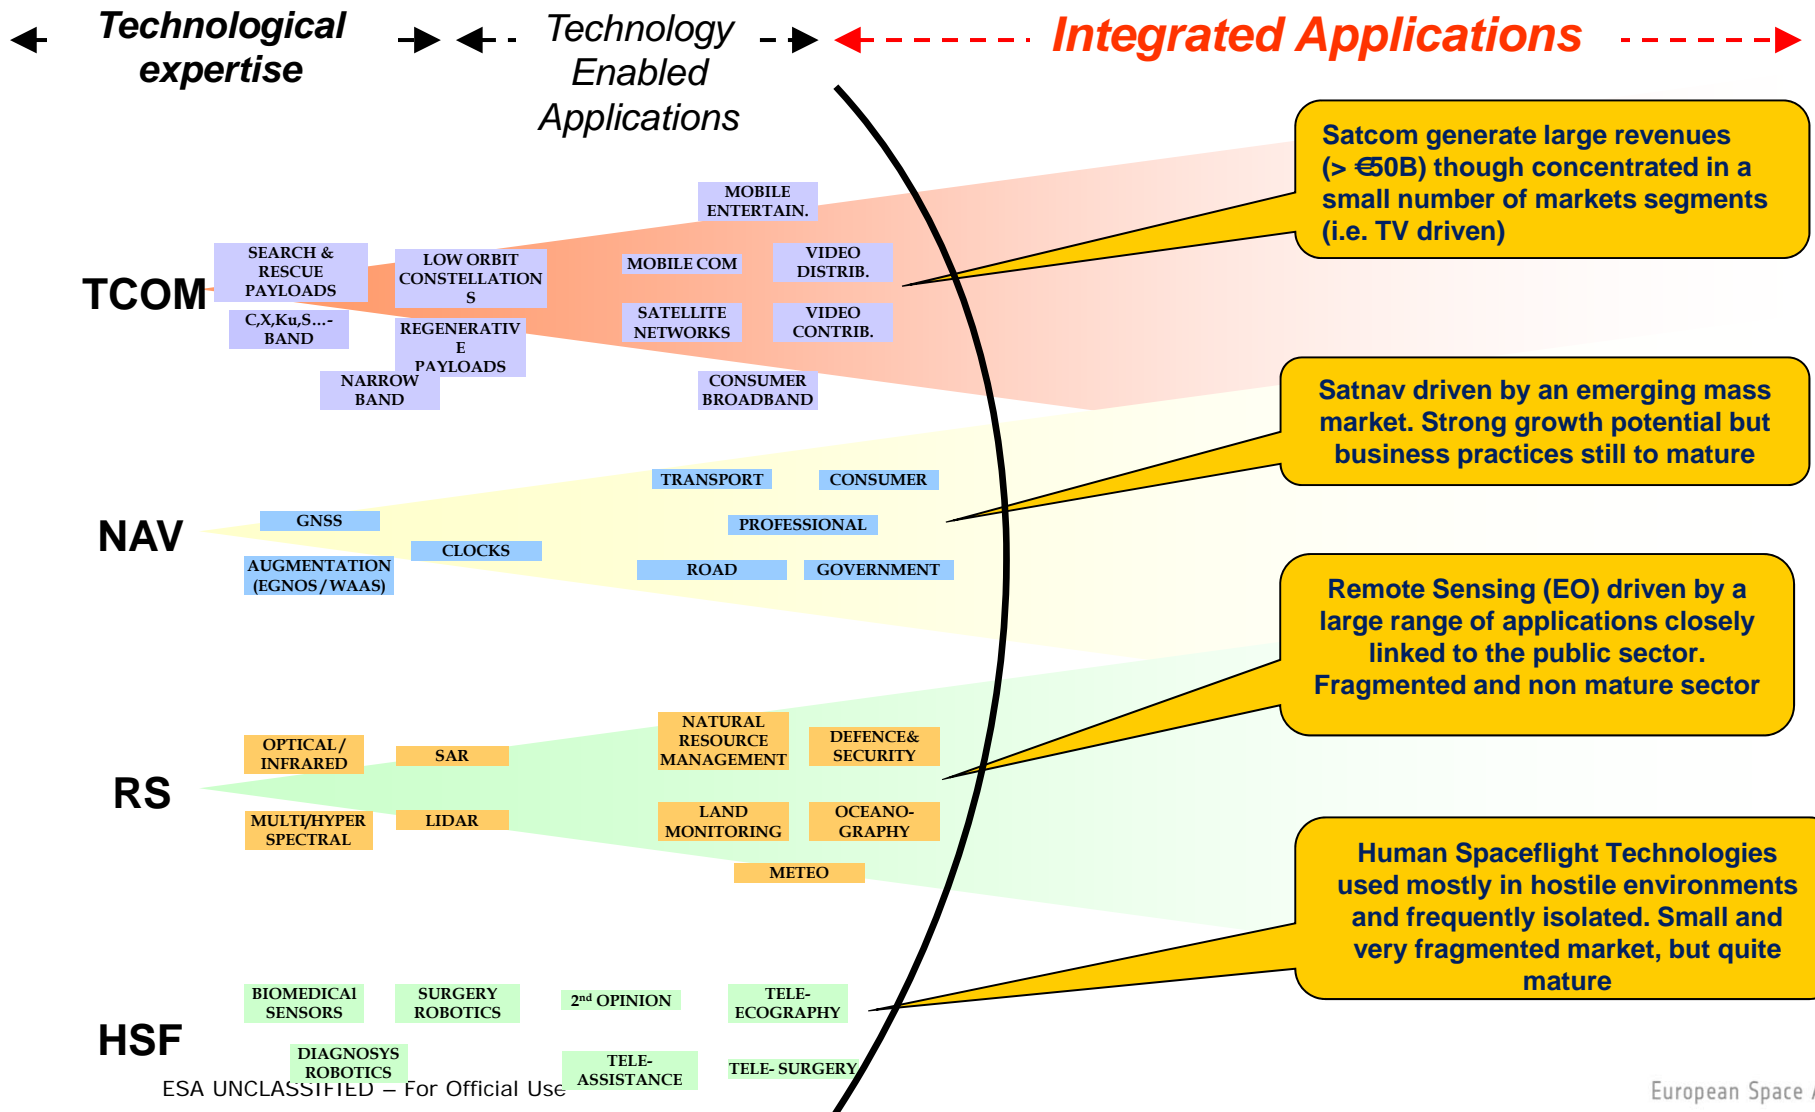 Technological
expertise
Technology
Enabled
Applications
Integrated Applications
Satcom generate large revenues
(> €50B) though concentrated in a
small number of markets segments
(i.e. TV driven)
TCOM
SEARCH &
RESCUE
PAYLOADS
LOW ORBIT
CONSTELLATION
S
C,X,Ku,S…-
BAND
REGENERATIV
E
PAYLOADS
NARROW
BAND
MOBILE
ENTERTAIN.
MOBILE COM
VIDEO
DISTRIB.
SATELLITE
NETWORKS
VIDEO
CONTRIB.
CONSUMER
BROADBAND
Satnav driven by an emerging mass
market. Strong growth potential but
business practices still to mature
NAV
GNSS
CLOCKS
AUGMENTATION
(EGNOS / WAAS)
TRANSPORT
CONSUMER
PROFESSIONAL
ROAD
GOVERNMENT
Remote Sensing (EO) driven by a
large range of applications closely
linked to the public sector.
Fragmented and non mature sector
RS
OPTICAL /
INFRARED
SAR
MULTI/HYPER
SPECTRAL
LIDAR
NATURAL
RESOURCE
MANAGEMENT
DEFENCE&
SECURITY
LAND
MONITORING
OCEANO-
GRAPHY
METEO
Human Spaceflight Technologies
used mostly in hostile environments
and frequently isolated. Small and
very fragmented market, but quite
mature
HSF
BIOMEDICAl
SENSORS
SURGERY
ROBOTICS
DIAGNOSYS
ROBOTICS
2nd OPINION
TELE-
ECOGRAPHY
TELE-
ASSISTANCE
TELE- SURGERY
ESA UNCLASSIFIED – For Official Use
European Space A